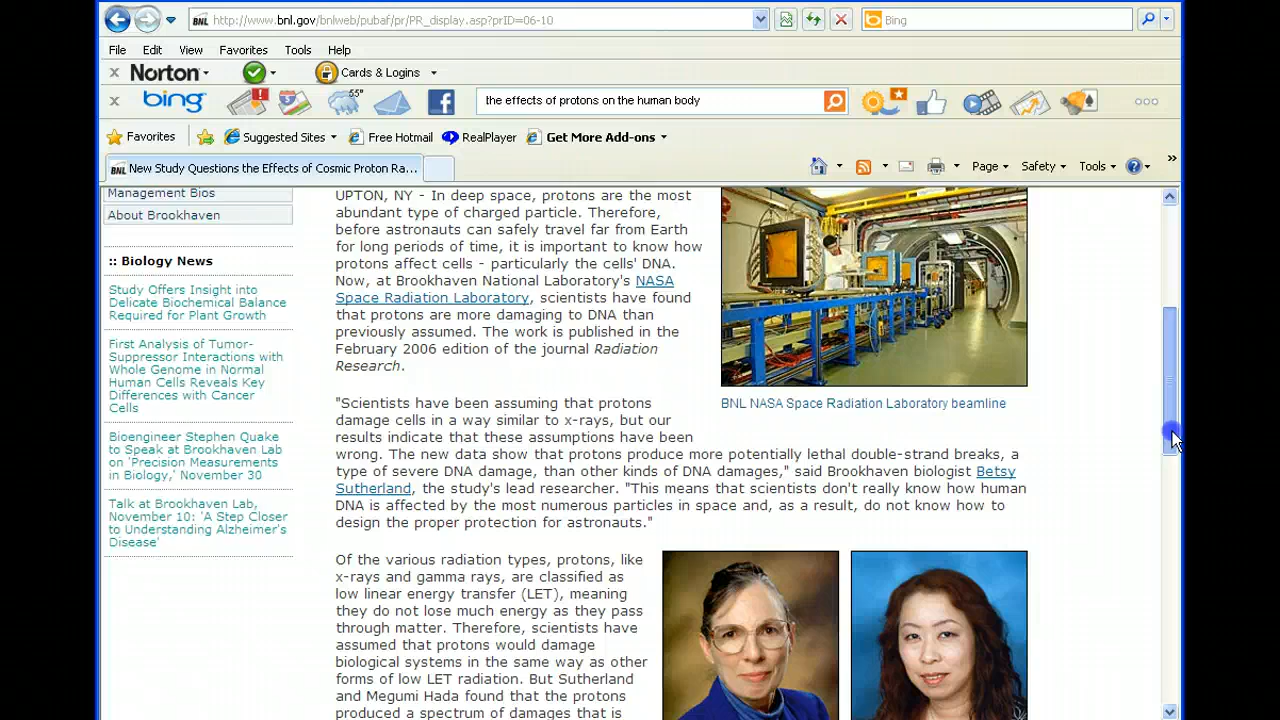 BNL http://www.bnl.gov/bnlweb/pubaf/pr/PR_display.asp?prID=06-10
Bing
File Edit View Favorites Tools Help
Norton Cards & Logins
bing 55° the effects of protons on the human body
Favorites Suggested Sites Free Hotmail RealPlayer Get More Add-ons
BNL New Study Questions the Effects of Cosmic Proton Ra...
Page Safety Tools
Management Bios
About Brookhaven
:: Biology News
Study Offers Insight into
Delicate Biochemical Balance
Required for Plant Growth
First Analysis of Tumor-
Suppressor Interactions with
Whole Genome in Normal
Human Cells Reveals Key
Differences with Cancer
Cells
Bioengineer Stephen Quake
to Speak at Brookhaven Lab
on 'Precision Measurements
in Biology,' November 30
Talk at Brookhaven Lab,
November 10: 'A Step Closer
to Understanding Alzheimer's
Disease'
UPTON, NY - In deep space, protons are the most
abundant type of charged particle. Therefore,
before astronauts can safely travel far from Earth
for long periods of time, it is important to know how
protons affect cells - particularly the cells' DNA.
Now, at Brookhaven National Laboratory's NASA
Space Radiation Laboratory, scientists have found
that protons are more damaging to DNA than
previously assumed. The work is published in the
February 2006 edition of the journal Radiation
Research.
BNL NASA Space Radiation Laboratory beamline
"Scientists have been assuming that protons
damage cells in a way similar to x-rays, but our
results indicate that these assumptions have been
wrong. The new data show that protons produce more potentially lethal double-strand breaks, a
type of severe DNA damage, than other kinds of DNA damages," said Brookhaven biologist Betsy
Sutherland, the study's lead researcher. "This means that scientists don't really know how human
DNA is affected by the most numerous particles in space and, as a result, do not know how to
design the proper protection for astronauts."
Of the various radiation types, protons, like
x-rays and gamma rays, are classified as
low linear energy transfer (LET), meaning
they do not lose much energy as they pass
through matter. Therefore, scientists have
assumed that protons would damage
biological systems in the same way as other
forms of low LET radiation. But Sutherland
and Megumi Hada found that the protons
produced a spectrum of damages that is